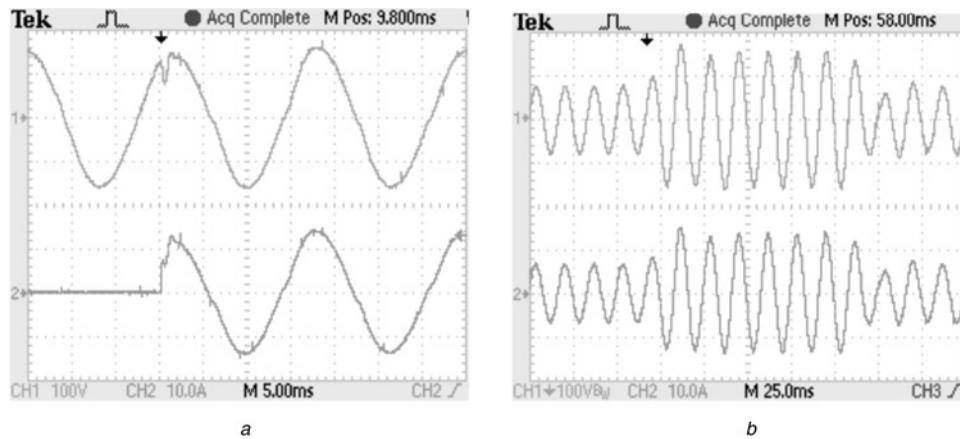 Tek Acq Complete M Pos: 9.800ms
1
2
CH1 100V CH2 10.0A M 5.00ms CH2
a
Tek Acq Complete M Pos: 58.00ms
1
2
CH1 100VBW CH2 10.0A M 25.0ms CH3
b